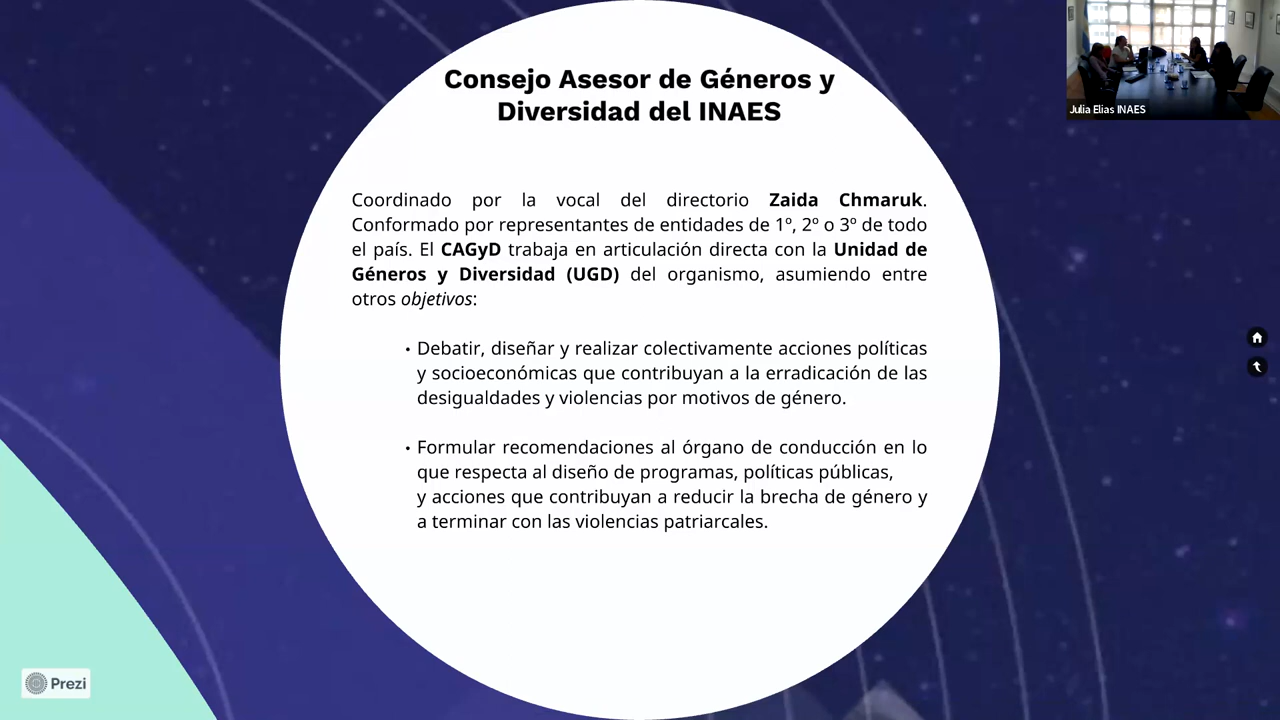 Consejo Asesor de Géneros y
Diversidad del INAES
Julia Elias INAES
Coordinado por la vocal del directorio Zaida Chmaruk.
Conformado por representantes de entidades de 1º, 2º o 3º de todo
el país. El CAGyD trabaja en articulación directa con la Unidad de
Géneros y Diversidad (UGD) del organismo, asumiendo entre
otros objetivos:
• Debatir, diseñar y realizar colectivamente acciones políticas
y socioeconómicas que contribuyan a la erradicación de las
desigualdades y violencias por motivos de género.
• Formular recomendaciones al órgano de conducción en lo
que respecta al diseño de programas, políticas públicas,
y acciones que contribuyan a reducir la brecha de género y
a terminar con las violencias patriarcales.
Prezi